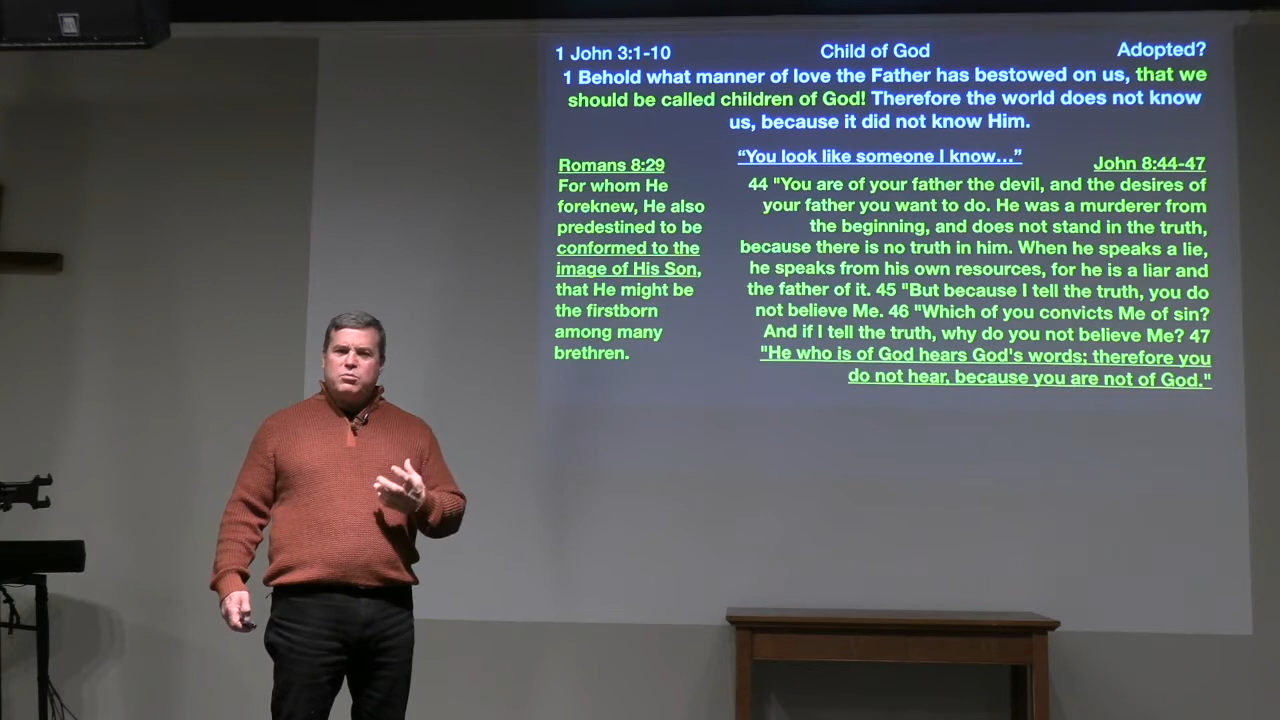 1 John 3:1-10 Child of God Adopted?
1 Behold what manner of love the Father has bestowed on us, that we
should be called children of God! Therefore the world does not know
us, because it did not know Him.
“You look like someone I know…”
Romans 8:29
For whom He
foreknew, He also
predestined to be
conformed to the
image of His Son,
that He might be
the firstborn
among many
brethren.
John 8:44-47
44 "You are of your father the devil, and the desires of
your father you want to do. He was a murderer from
the beginning, and does not stand in the truth,
because there is no truth in him. When he speaks a lie,
he speaks from his own resources, for he is a liar and
the father of it. 45 "But because I tell the truth, you do
not believe Me. 46 "Which of you convicts Me of sin?
And if I tell the truth, why do you not believe Me? 47
"He who is of God hears God's words; therefore you
do not hear, because you are not of God."